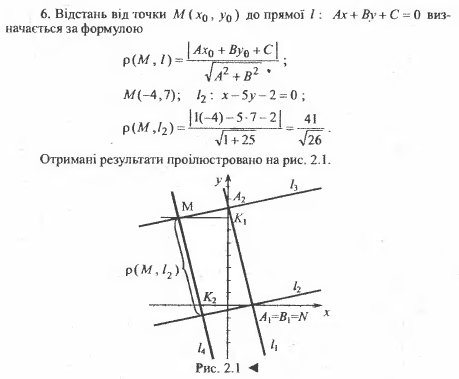 6. Відстань від точки M(x₀, y₀) до прямої l: Ax + By + C = 0 виз-
начається за формулою
ρ(M, l) = |Ax₀ + By₀ + C| / √(A² + B²) ;
M(−4,7); l₂: x − 5y − 2 = 0 ;
ρ(M, l₂) = |1(−4) − 5·7 − 2| / √(1 + 25) = 41 / √26 .
Отримані результати проілюстровано на рис. 2.1.
y
A₂
l₃
M
K₁
ρ(M, l₂)
K₂
l₂
A₁=B₁=N
x
l₄
l₁
Рис. 2.1 ◄